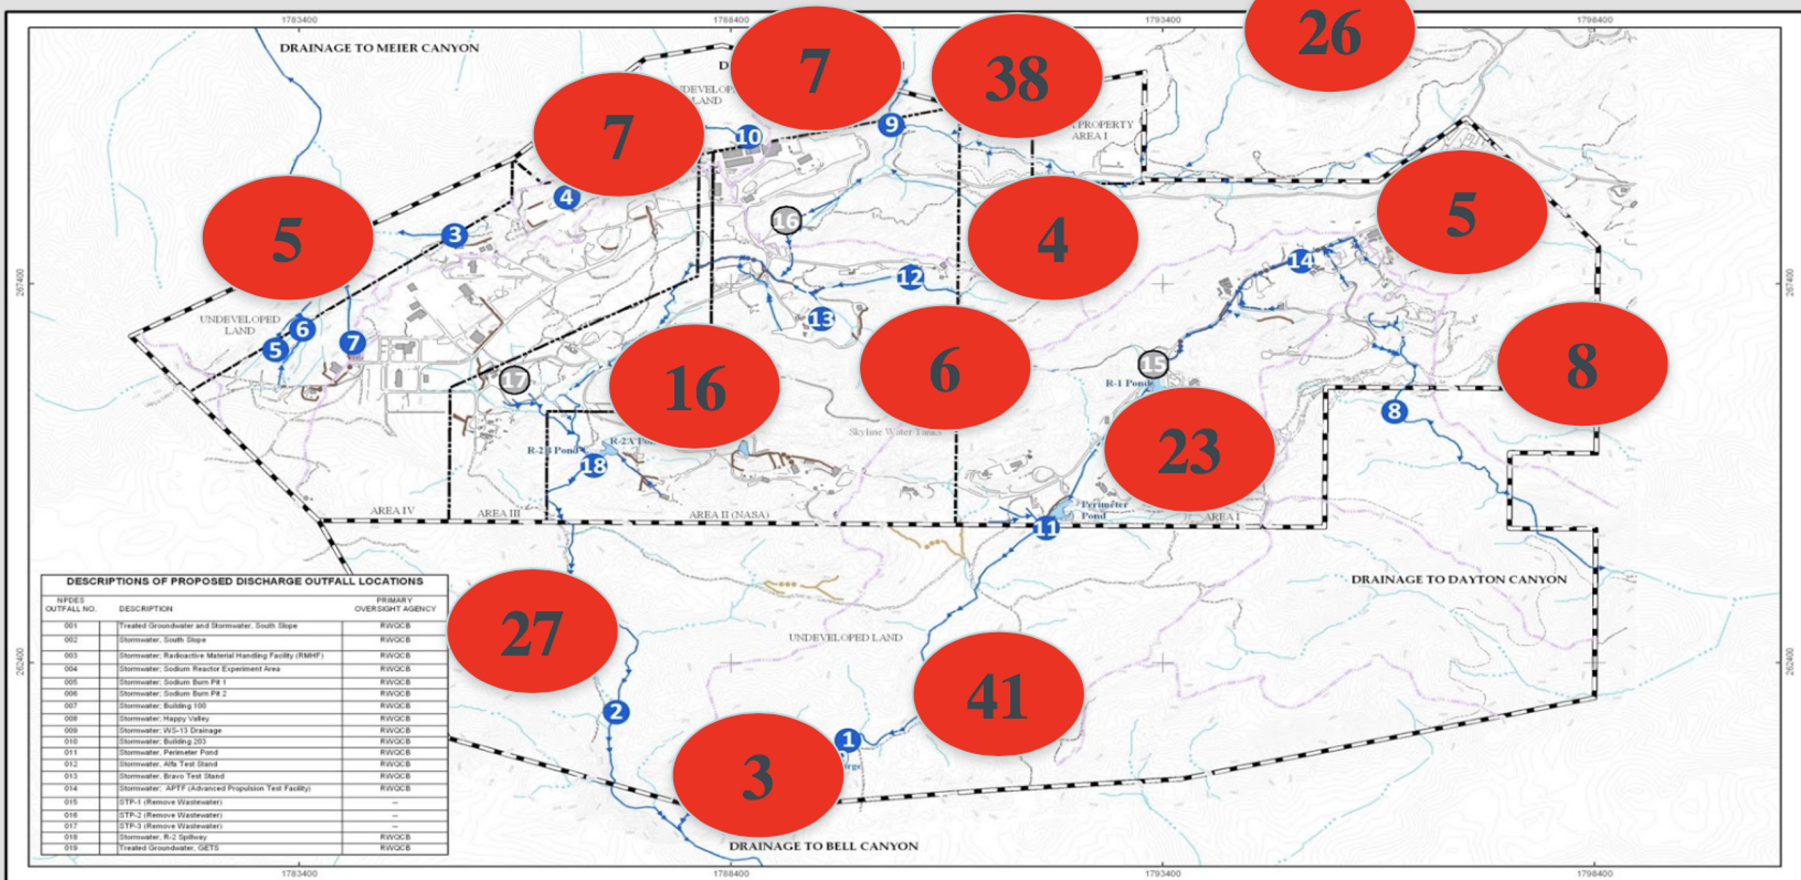 1783400 1788400 1793400 1798400
26
DRAINAGE TO MEIER CANYON
7
38
D
LAND
7
10
9
PROPERTY
AREA I
4
5
3
16
4
5
267400
14
267400
12
UNDEVELOPED
LAND
6
13
5
7
17
16
6
15
8
R-1 Pond
8
Skyline Water Tanks
R-2A
18
23
Perimeter
Pond
AREA IV
AREA III
AREA II (NASA)
AREA I
11
DESCRIPTIONS OF PROPOSED DISCHARGE OUTFALL LOCATIONS
NPDES OUTFALL NO. DESCRIPTION PRIMARY OVERSIGHT AGENCY
001 Treated Groundwater and Stormwater, South Slope RWQCB
002 Stormwater, South Slope RWQCB
003 Stormwater; Radioactive Material Handling Facility (RMHF) RWQCB
004 Stormwater; Sodium Reactor Experiment Area RWQCB
005 Stormwater; Sodium Burn Pit 1 RWQCB
006 Stormwater; Sodium Burn Pit 2 RWQCB
007 Stormwater; Building 100 RWQCB
008 Stormwater; Happy Valley RWQCB
009 Stormwater; WS-13 Drainage RWQCB
010 Stormwater; Building 203 RWQCB
011 Stormwater, Perimeter Pond RWQCB
012 Stormwater, Alfa Test Stand RWQCB
013 Stormwater, Bravo Test Stand RWQCB
014 Stormwater; APTF (Advanced Propulsion Test Facility) RWQCB
015 STP-1 (Remove Wastewater) --
016 STP-2 (Remove Wastewater) --
017 STP-3 (Remove Wastewater) --
018 Stormwater, R-2 Spillway RWQCB
019 Treated Groundwater, GETS RWQCB
27
DRAINAGE TO DAYTON CANYON
UNDEVELOPED LAND
262400
262400
41
2
1
3
DRAINAGE TO BELL CANYON
1783400 1788400 1793400 1798400